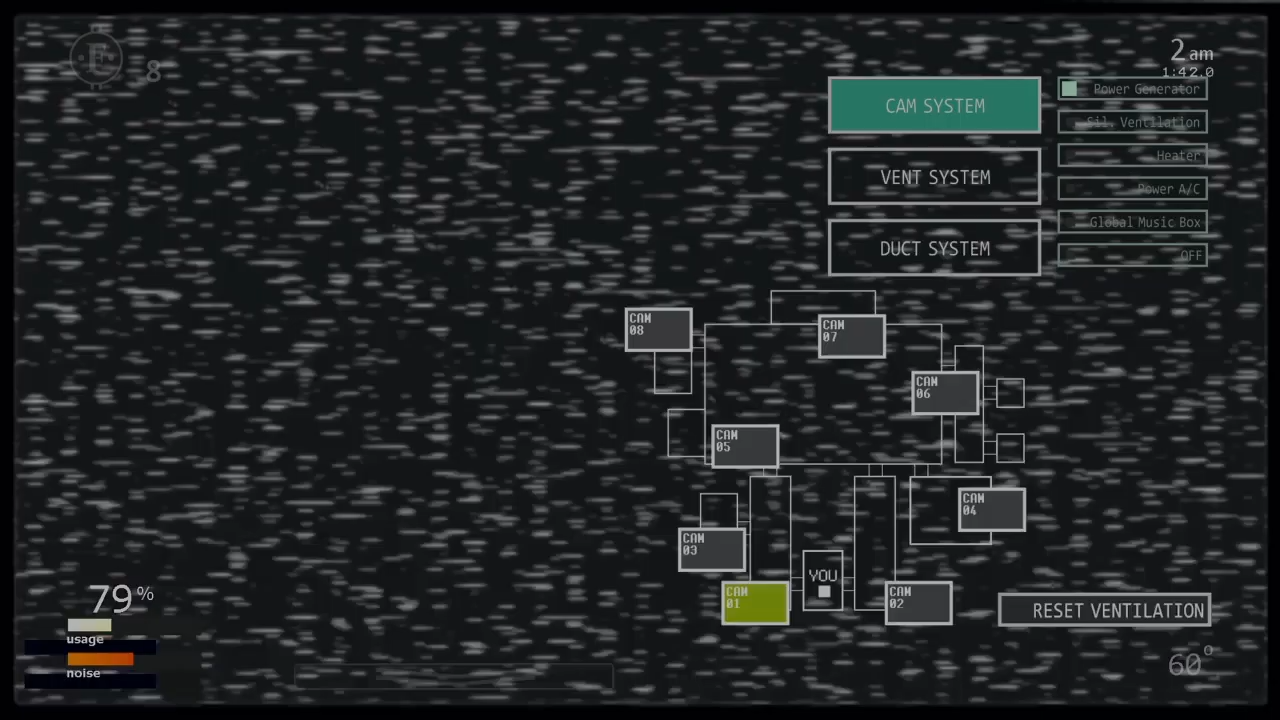 E
8
2 am
1:42.0
CAM SYSTEM
Power Generator
Sil. Ventilation
VENT SYSTEM
Heater
Power A/C
DUCT SYSTEM
Global Music Box
OFF
CAM 08
CAM 07
CAM 06
CAM 05
CAM 04
CAM 03
YOU
CAM 01
CAM 02
RESET VENTILATION
79%
usage
noise
60°